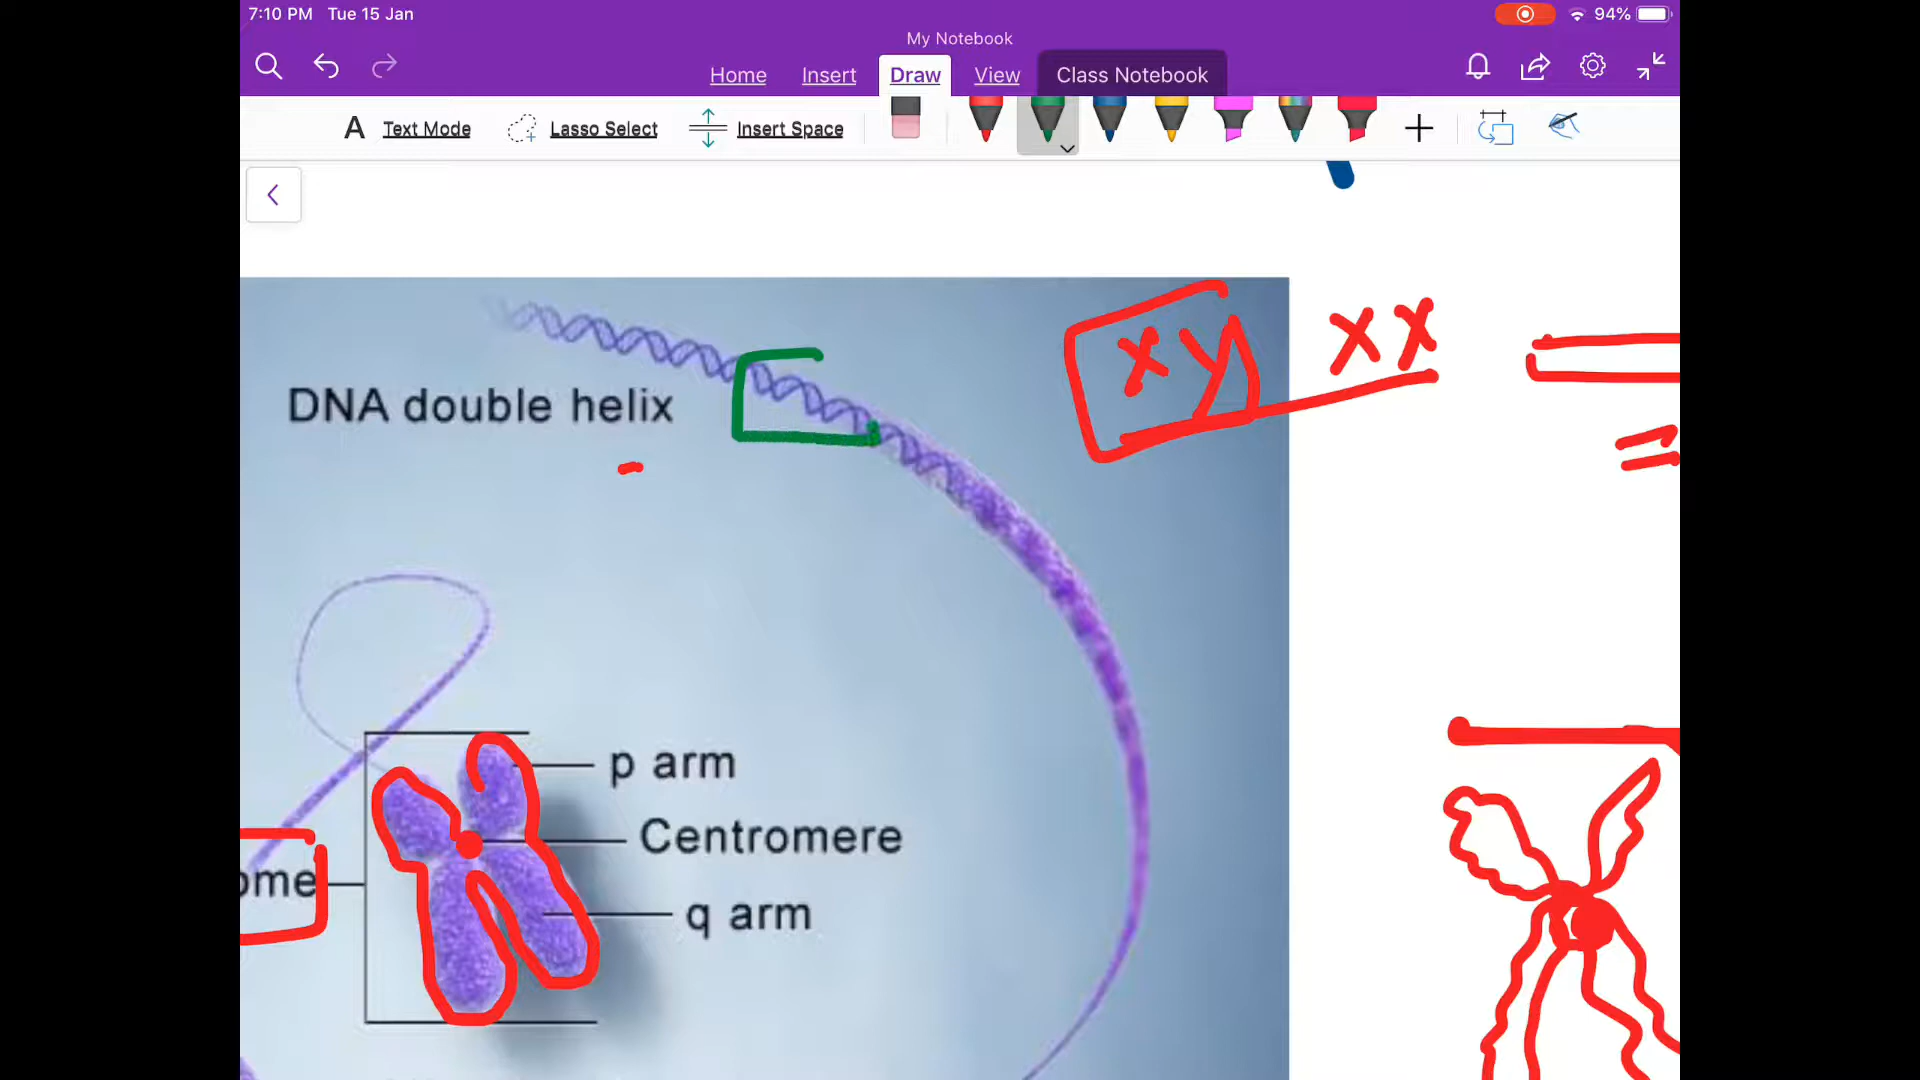 7:10 PM Tue 15 Jan
94%
My Notebook
Home Insert Draw View Class Notebook
A Text Mode Lasso Select Insert Space
xy xx
DNA double helix
p arm
Centromere
ome
q arm